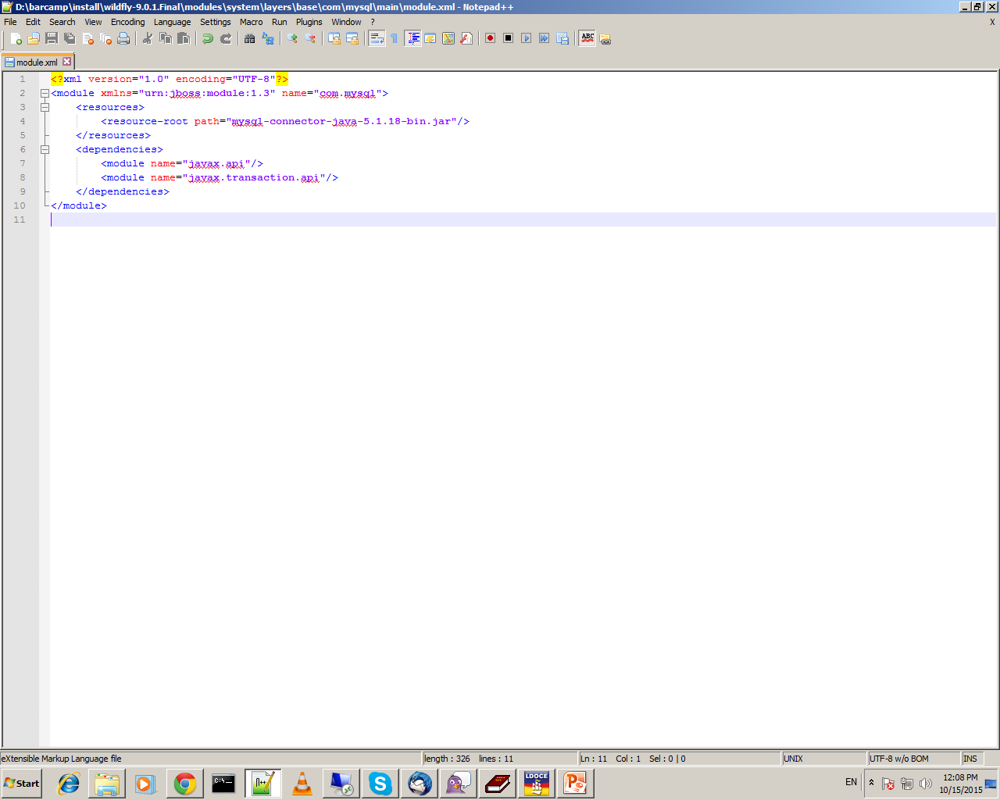 D:\barcamp\install\wildfly-9.0.1.Final\modules\system\layers\base\com\mysql\main\module.xml - Notepad++
File Edit Search View Encoding Language Settings Macro Run Plugins Window ? X
ABC
module.xml
1 <?xml version="1.0" encoding="UTF-8"?>
2 <module xmlns="urn:jboss:module:1.3" name="com.mysql">
3 <resources>
4 <resource-root path="mysql-connector-java-5.1.18-bin.jar"/>
5 </resources>
6 <dependencies>
7 <module name="javax.api"/>
8 <module name="javax.transaction.api"/>
9 </dependencies>
10 </module>
11
eXtensible Markup Language file length : 326 lines : 11 Ln : 11 Col : 1 Sel : 0 | 0 UNIX UTF-8 w/o BOM INS
Start C:\ LDOCE EN 12:08 PM
10/15/2015